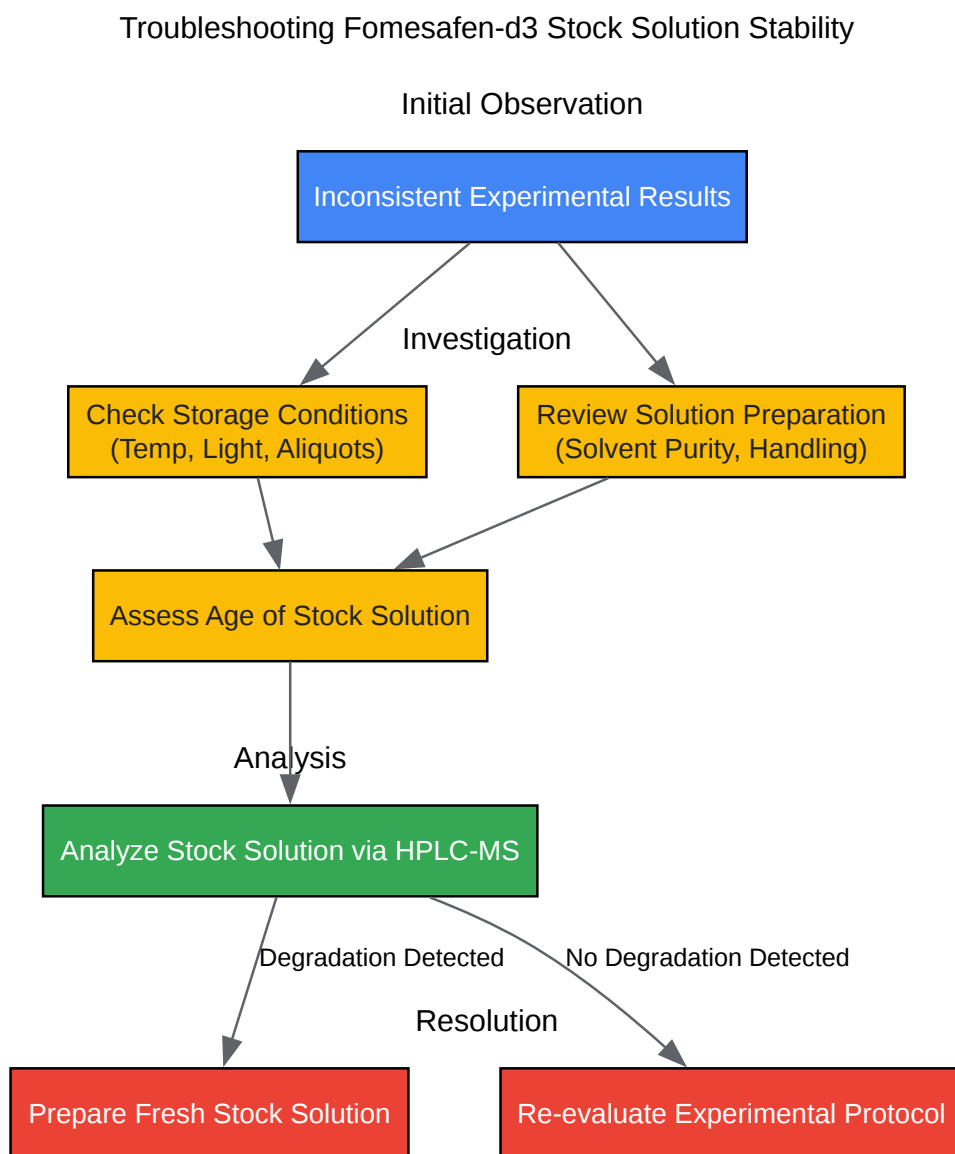 Troubleshooting Fomesafen-d3 Stock Solution Stability
Initial Observation
Inconsistent Experimental Results
Investigation
Check Storage Conditions
(Temp, Light, Aliquots)
Review Solution Preparation
(Solvent Purity, Handling)
Assess Age of Stock Solution
Analysis
Analyze Stock Solution via HPLC-MS
Degradation Detected
No Degradation Detected
Resolution
Prepare Fresh Stock Solution
Re-evaluate Experimental Protocol